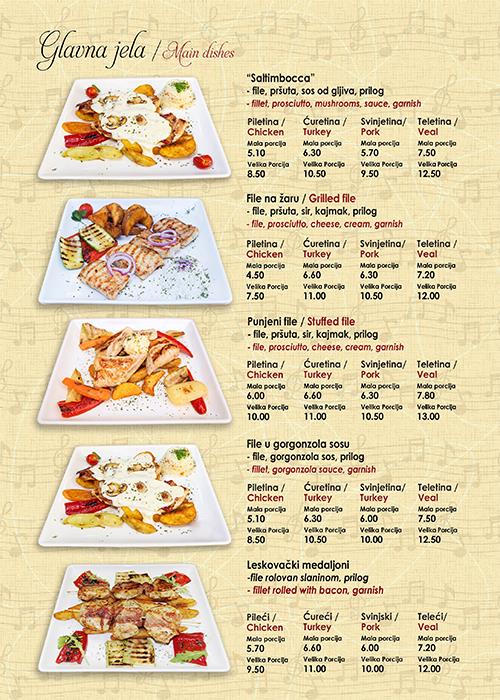 Glavna jela / Main dishes
“Saltimbocca”
- file, pršuta, sos od gljiva, prilog
- fillet, prosciutto, mushrooms, sauce, garnish
Piletina / Ćuretina / Svinjetina/ Teletina /
Chicken Turkey Pork Veal
Mala porcija Mala porcija Mala porcija Mala porcija
5.10 6.30 5.70 7.50
Velika Porcija Velika Porcija Velika Porcija Velika Porcija
8.50 10.50 9.50 12.50
File na žaru / Grilled file
- file, pršuta, sir, kajmak, prilog
- file, prosciutto, cheese, cream, garnish
Piletina / Ćuretina / Svinjetina/ Teletina /
Chicken Turkey Pork Veal
Mala porcija Mala porcija Mala porcija Mala porcija
4.50 6.60 6.30 7.20
Velika Porcija Velika Porcija Velika Porcija Velika Porcija
7.50 11.00 10.50 12.00
Punjeni file / Stuffed file
- file, pršuta, sir, kajmak, prilog
- file, prosciutto, cheese, cream, garnish
Piletina / Ćuretina / Svinjetina/ Teletina /
Chicken Turkey Pork Veal
Mala porcija Mala porcija Mala porcija Mala porcija
6.00 6.60 6.30 7.80
Velika Porcija Velika Porcija Velika Porcija Velika Porcija
10.00 11.00 10.50 13.00
File u gorgonzola sosu
- file, gorgonzola sos, prilog
- fillet, gorgonzola sauce, garnish
Piletina / Ćuretina / Svinjetina/ Teletina /
Chicken Turkey Turkey Veal
Mala porcija Mala porcija Mala porcija Mala porcija
5.10 6.30 6.00 7.50
Velika Porcija Velika Porcija Velika Porcija Velika Porcija
8.50 10.50 10.00 12.50
Leskovački medaljoni
-file rolovan slaninom, prilog
- fillet rolled with bacon, garnish
Pileći / Ćureći / Svinjski / Teleći/
Chicken Turkey Pork Veal
Mala porcija Mala porcija Mala porcija Mala porcija
5.70 6.60 6.00 7.20
Velika Porcija Velika Porcija Velika Porcija Velika Porcija
9.50 11.00 10.00 12.00